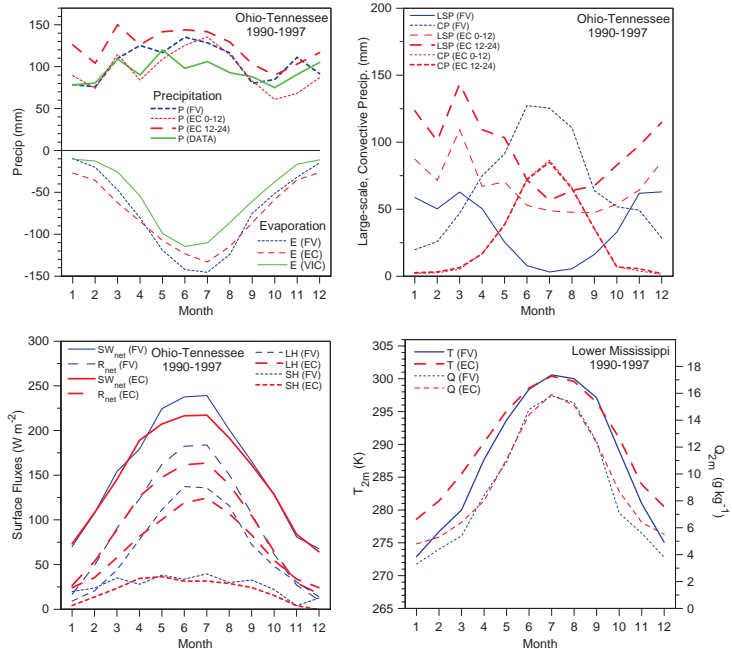 Ohio-Tennessee
1990-1997
Precip (mm)
150
100
50
0
-50
-100
-150
Precipitation
P (FV)
P (EC 0-12)
P (EC 12-24)
P (DATA)
Evaporation
E (FV)
E (EC)
E (VIC)
1 2 3 4 5 6 7 8 9 10 11 12
Month
Large-scale, Convective Precip. (mm)
200
150
100
50
0
LSP (FV)
CP (FV)
LSP (EC 0-12)
LSP (EC 12-24)
CP (EC 0-12)
CP (EC 12-24)
Ohio-Tennessee
1990-1997
1 2 3 4 5 6 7 8 9 10 11 12
Month
Surface Fluxes (W m-2)
300
250
200
150
100
50
0
SWnet (FV)
Rnet (FV)
SWnet (EC)
Rnet (EC)
Ohio-Tennessee
1990-1997
LH (FV)
LH (EC)
SH (FV)
SH (EC)
1 2 3 4 5 6 7 8 9 10 11 12
Month
T2m (K)
305
300
295
290
285
280
275
270
265
T (FV)
T (EC)
Q (FV)
Q (EC)
Lower Mississippi
1990-1997
18
16
14
12
10
8
6
4
2
0
Q2m (g kg-1)
1 2 3 4 5 6 7 8 9 10 11 12
Month